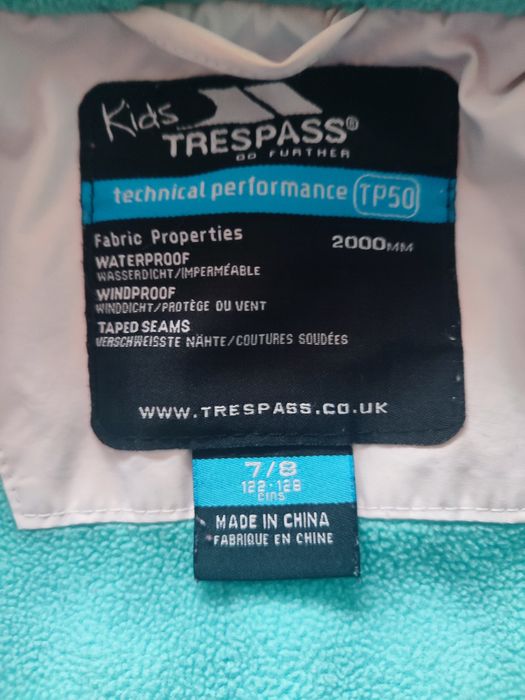 Kids
TRESPASS®
GO FURTHER
technical performance TP50
Fabric Properties 2000MM
WATERPROOF
WASSERDICHT/IMPERMÉABLE
WINDPROOF
WINDDICHT/PROTÈGE DU VENT
TAPED SEAMS
VERSCHWEISSTE NÄHTE/COUTURES SOUDÉES
WWW.TRESPASS.CO.UK
7/8
122-128
cms
MADE IN CHINA
FABRIQUE EN CHINE